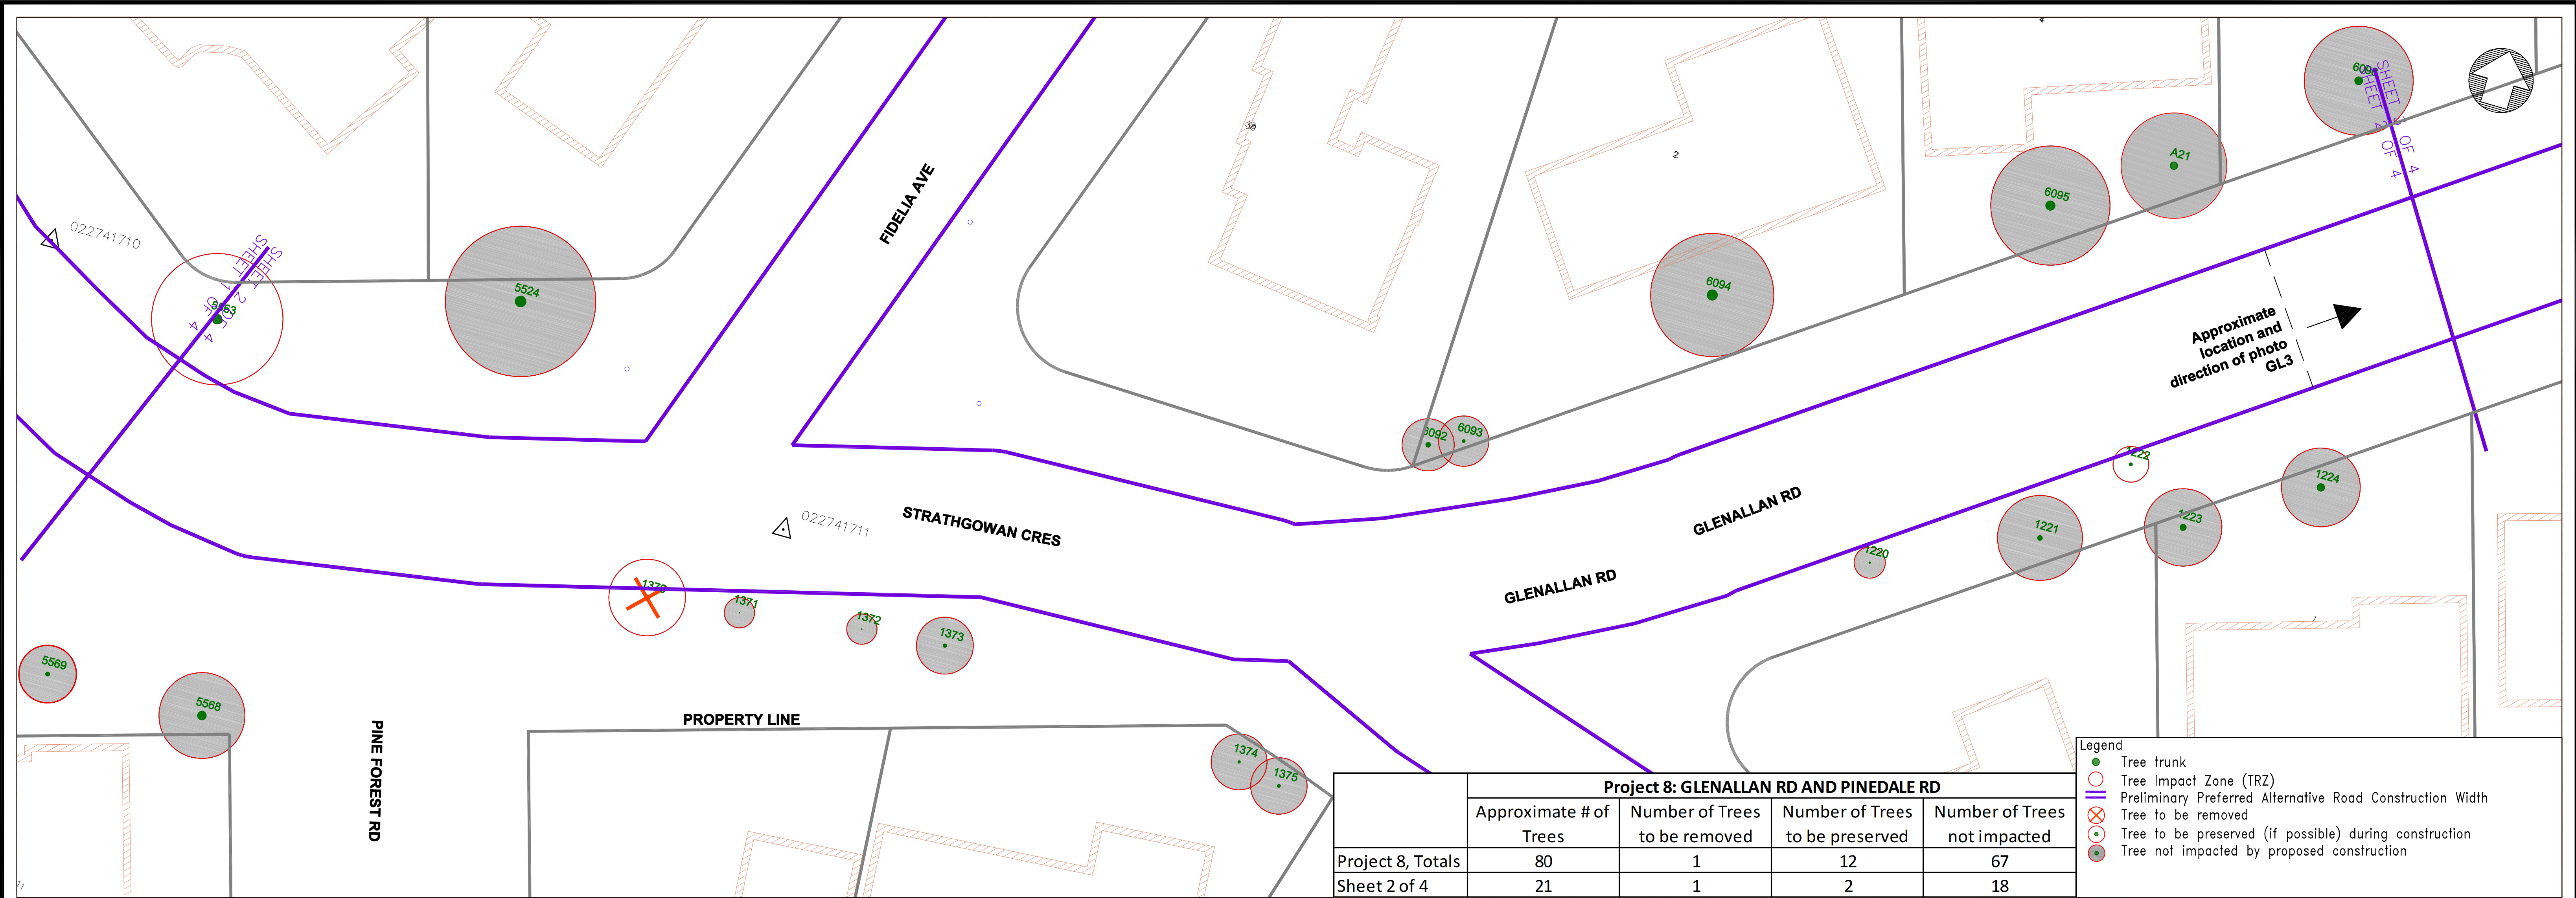 4
022741710
SHEET 2 OF 4
SHEET 1 OF 4
5563
5524
FIDELIA AVE
2
6094
6095
A21
SHEET
SHEET 2 OF 4
OF 4
6092
6093
Approximate
location and
direction of photo
GL3
022741711
STRATHGOWAN CRES
GLENALLAN RD
GLENALLAN RD
1222
1224
1223
1221
1220
1371
1372
1373
5569
5568
PROPERTY LINE
PINE FOREST RD
1374
1375
Project 8: GLENALLAN RD AND PINEDALE RD
Approximate # of Trees
Number of Trees to be removed
Number of Trees to be preserved
Number of Trees not impacted
Project 8, Totals 80 1 12 67
Sheet 2 of 4 21 1 2 18
Legend
Tree trunk
Tree Impact Zone (TRZ)
Preliminary Preferred Alternative Road Construction Width
Tree to be removed
Tree to be preserved (if possible) during construction
Tree not impacted by proposed construction